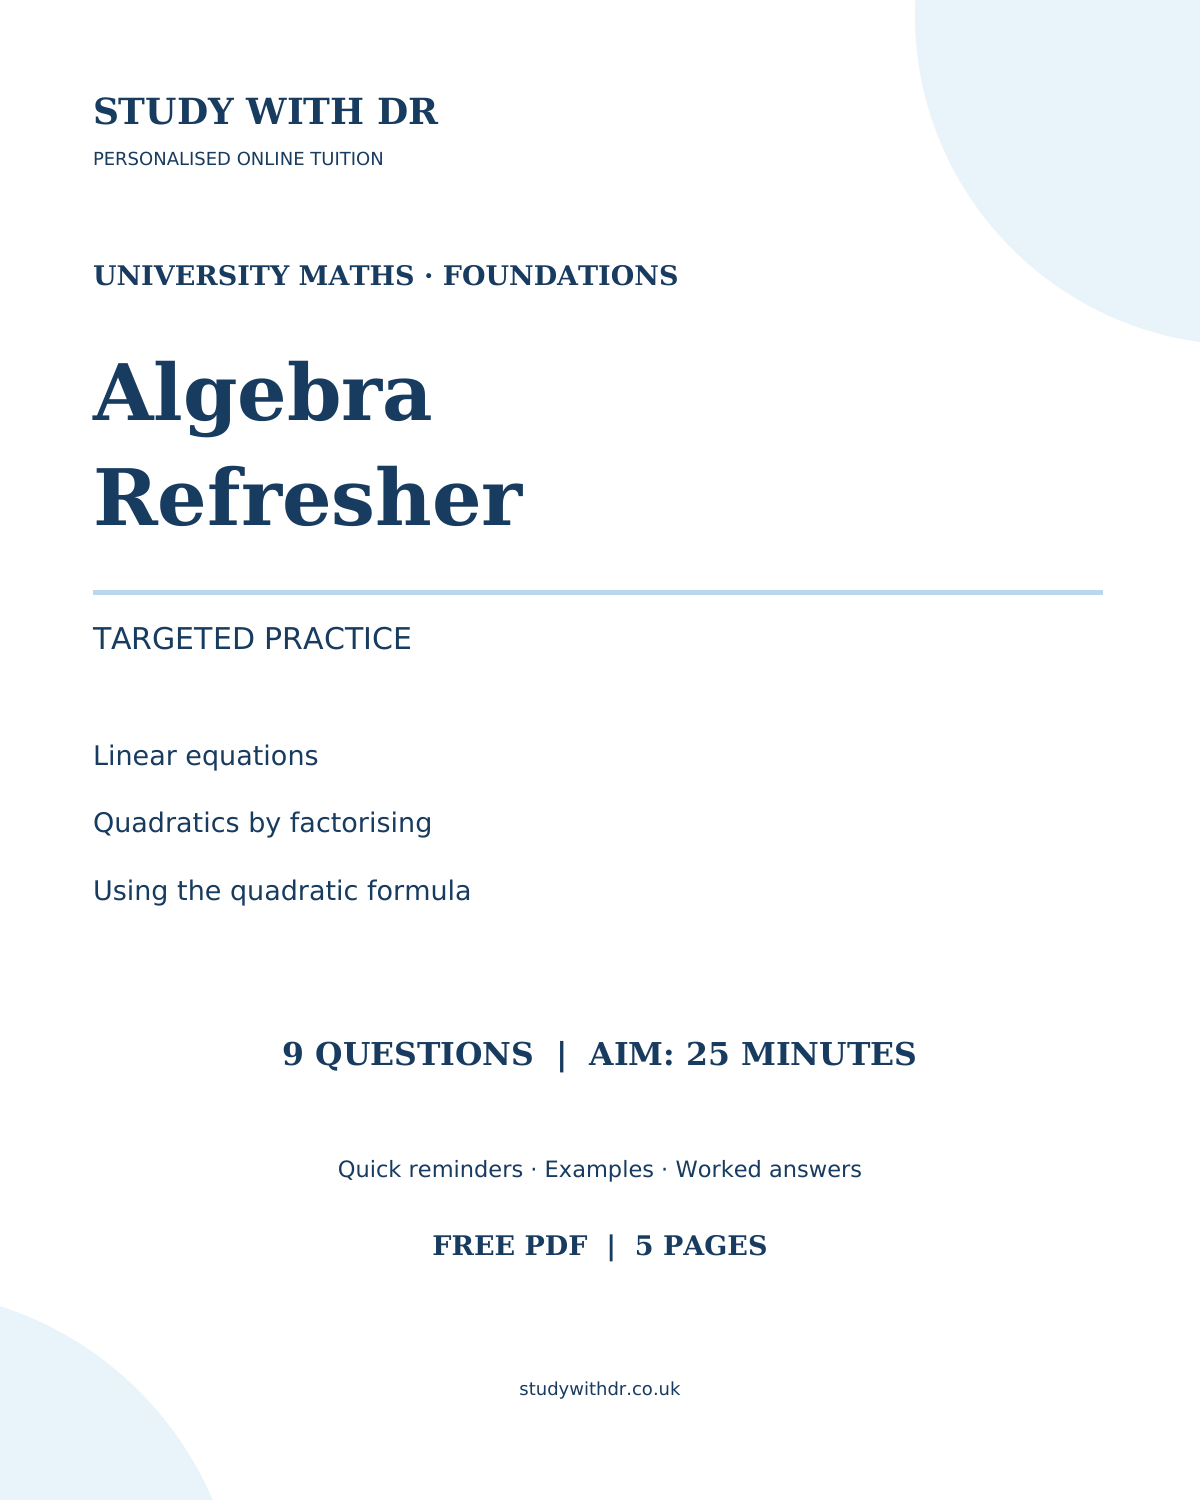 STUDY WITH DR
PERSONALISED ONLINE TUITION
UNIVERSITY MATHS · FOUNDATIONS
Algebra
Refresher
TARGETED PRACTICE
Linear equations
Quadratics by factorising
Using the quadratic formula
9 QUESTIONS | AIM: 25 MINUTES
Quick reminders · Examples · Worked answers
FREE PDF | 5 PAGES
studywithdr.co.uk